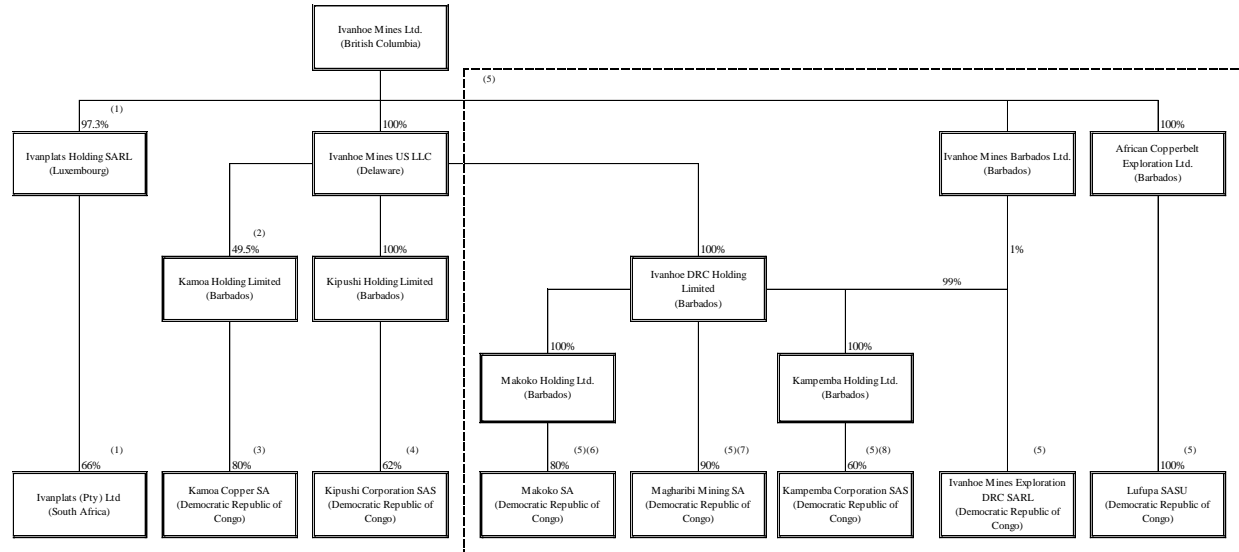 Ivanhoe Mines Ltd.
(British Columbia)
(5)
(1)
97.3%
100%
100%
Ivanplats Holding SARL
(Luxembourg)
Ivanhoe Mines US LLC
(Delaware)
Ivanhoe Mines Barbados Ltd.
(Barbados)
African Copperbelt
Exploration Ltd.
(Barbados)
(2)
49.5%
100%
100%
1%
Kamoa Holding Limited
(Barbados)
Kipushi Holding Limited
(Barbados)
Ivanhoe DRC Holding
Limited
(Barbados)
99%
100%
100%
Makoko Holding Ltd.
(Barbados)
Kampemba Holding Ltd.
(Barbados)
(1)
66%
(3)
80%
(4)
62%
(5)(6)
80%
(5)(7)
90%
(5)(8)
60%
(5)
(5)
100%
Ivanplats (Pty) Ltd
(South Africa)
Kamoa Copper SA
(Democratic Republic of
Congo)
Kipushi Corporation SAS
(Democratic Republic of
Congo)
Makoko SA
(Democratic Republic of
Congo)
Magharibi Mining SA
(Democratic Republic of
Congo)
Kampemba Corporation SAS
(Democratic Republic of
Congo)
Ivanhoe Mines Exploration
DRC SARL
(Democratic Republic of
Congo)
Lufupa SASU
(Democratic Republic of
Congo)